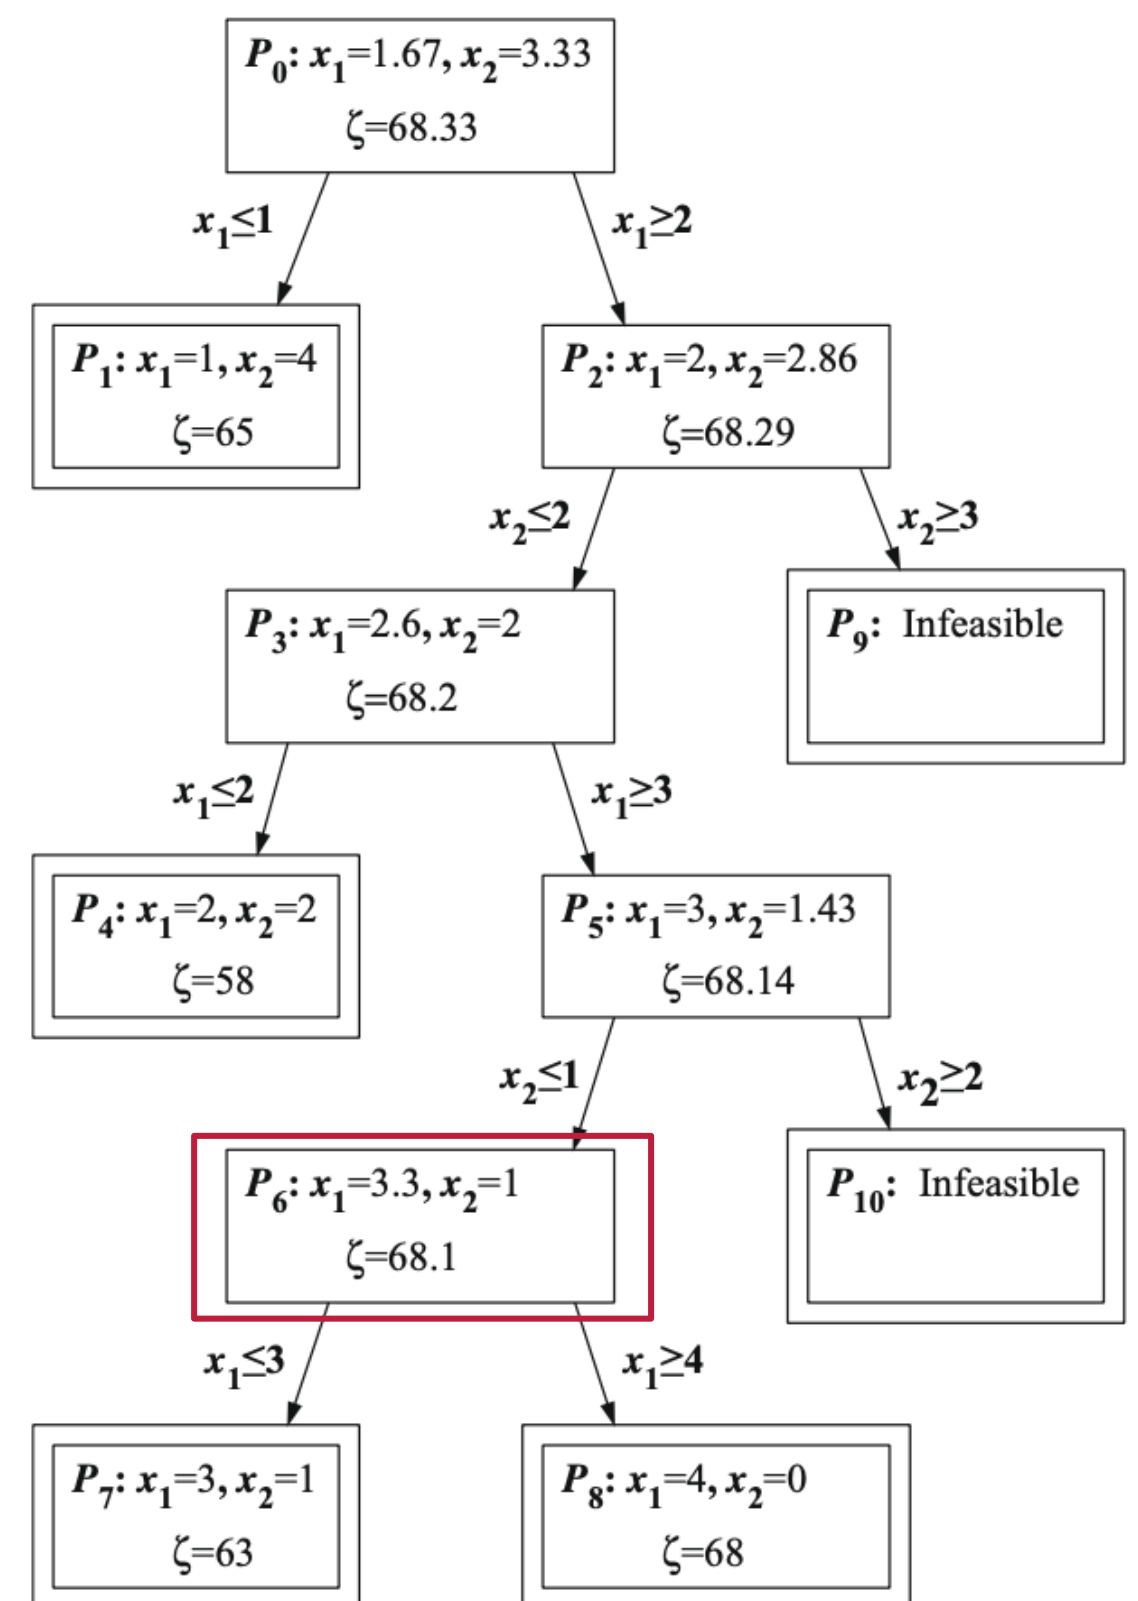 P0: x1=1.67, x2=3.33
ζ=68.33
x1≤1
x1≥2
P1: x1=1, x2=4
ζ=65
P2: x1=2, x2=2.86
ζ=68.29
x2≤2
x2≥3
P3: x1=2.6, x2=2
ζ=68.2
P9: Infeasible
x1≤2
x1≥3
P4: x1=2, x2=2
ζ=58
P5: x1=3, x2=1.43
ζ=68.14
x2≤1
x2≥2
P6: x1=3.3, x2=1
ζ=68.1
P10: Infeasible
x1≤3
x1≥4
P7: x1=3, x2=1
ζ=63
P8: x1=4, x2=0
ζ=68